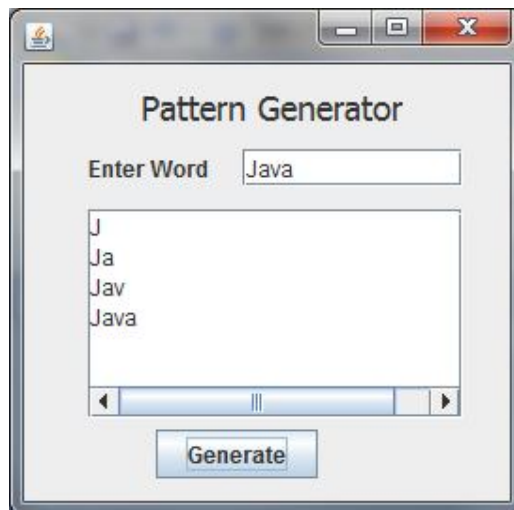 Pattern Generator
Enter Word Java
J
Ja
Jav
Java
Generate